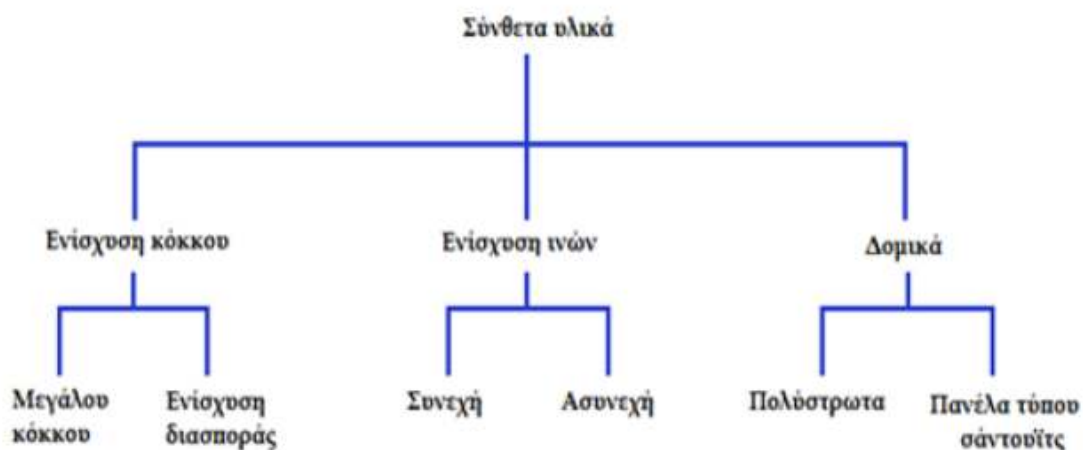 Σύνθετα υλικά
Ενίσχυση κόκκου
Ενίσχυση ινών
Δομικά
Μεγάλου
κόκκου
Ενίσχυση
διασποράς
Συνεχή
Ασυνεχή
Πολύστρωτα
Πανέλα τύπου
σάντουϊτς